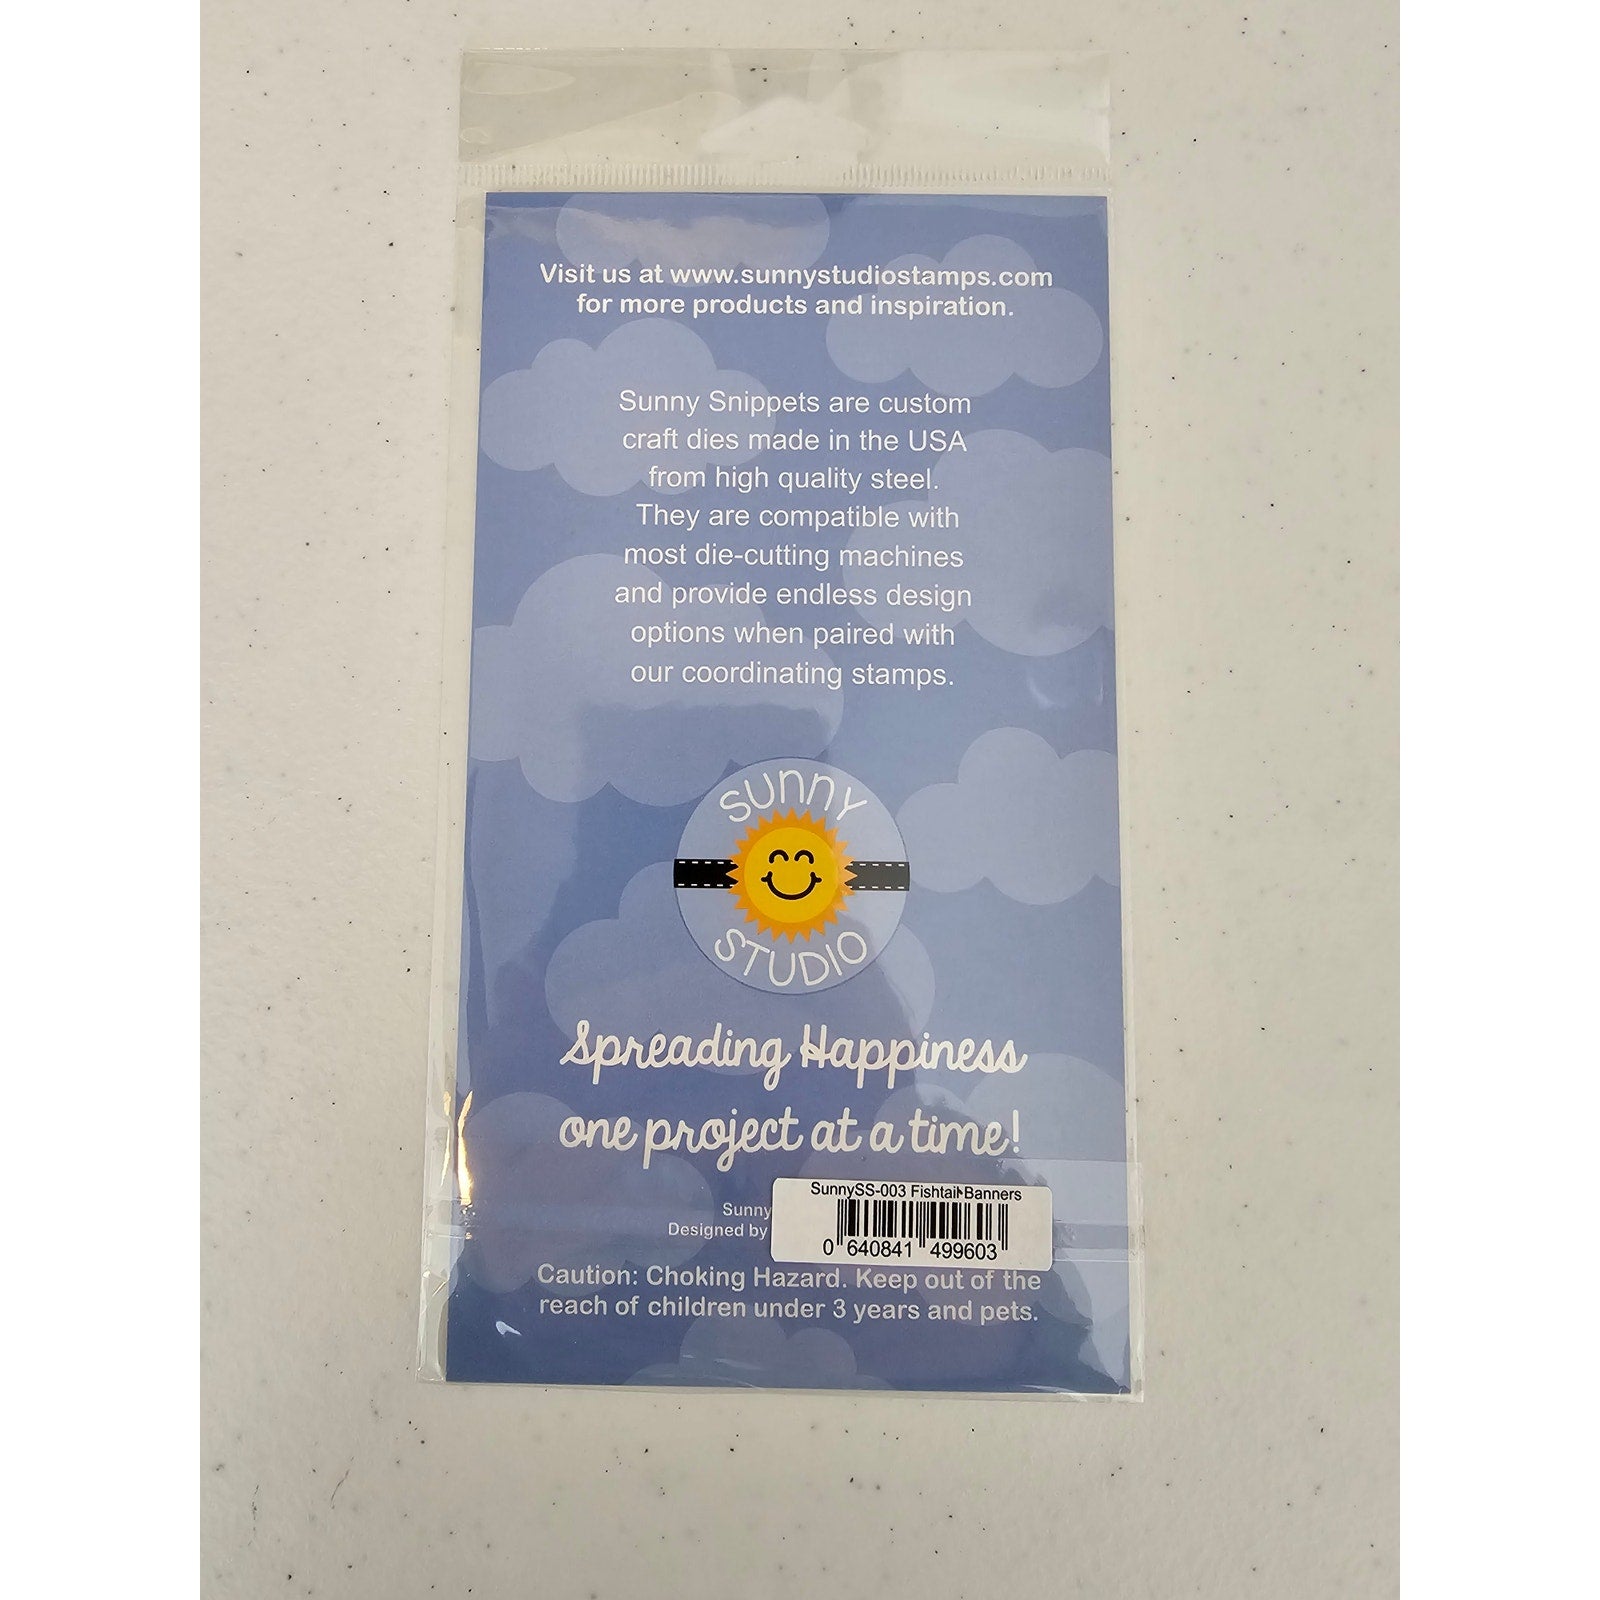 Visit us at www.sunnystudiostamps.com
for more products and inspiration.
Sunny Snippets are custom
craft dies made in the USA
from high quality steel.
They are compatible with
most die-cutting machines
and provide endless design
options when paired with
our coordinating stamps.
SUNNY
STUDIO
Spreading Happiness
one project at a time!
SunnySS-003 Fishtail Banners
0 640841 499603
Sunny
Designed by
Caution: Choking Hazard. Keep out of the
reach of children under 3 years and pets.